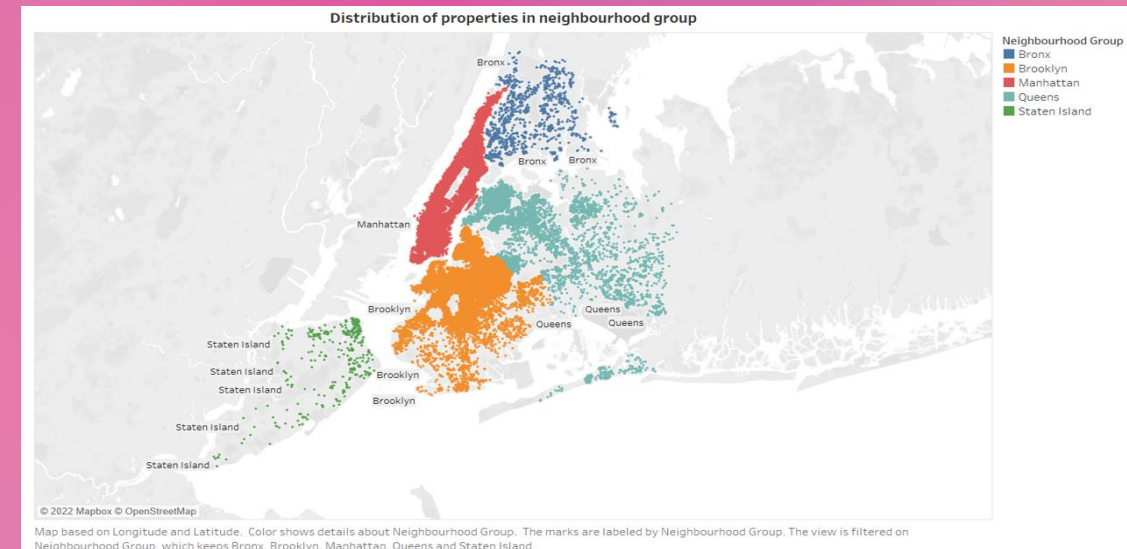 Distribution of properties in neighbourhood group
Neighbourhood Group
Bronx
Brooklyn
Manhattan
Queens
Staten Island
Bronx
Bronx
Bronx
Manhattan
Brooklyn
Queens
Queens
Queens
Staten Island
Staten Island
Brooklyn
Staten Island
Brooklyn
Staten Island
Staten Island
© 2022 Mapbox © OpenStreetMap
Map based on Longitude and Latitude. Color shows details about Neighbourhood Group. The marks are labeled by Neighbourhood Group. The view is filtered on
Neighbourhood Group, which keeps Bronx, Brooklyn, Manhattan, Queens and Staten Island.